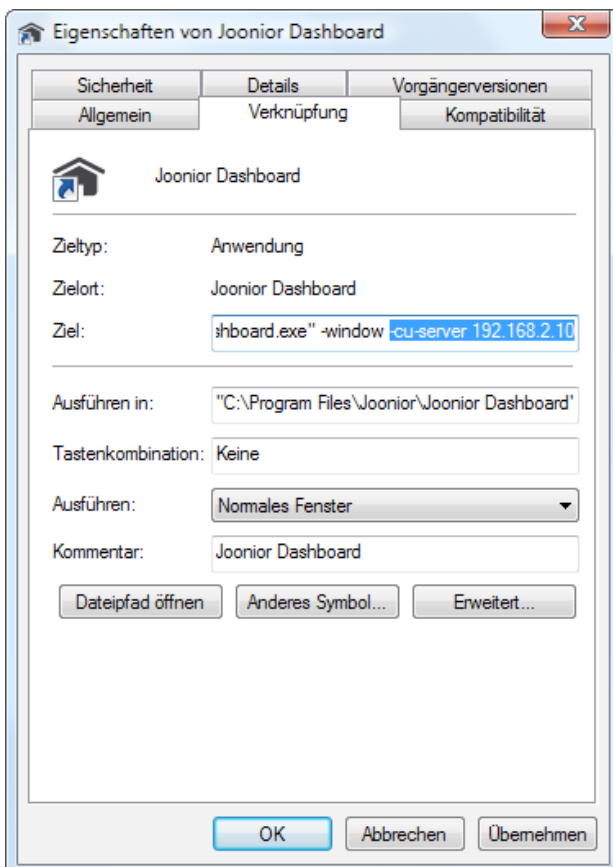 Eigenschaften von Joonior Dashboard
Sicherheit Details Vorgängerversionen
Allgemein Verknüpfung Kompatibilität
Joonior Dashboard
Zieltyp: Anwendung
Zielort: Joonior Dashboard
Ziel: shboard.exe" -window -cu-server 192.168.2.10
Ausführen in: "C:\Program Files\Joonior\Joonior Dashboard"
Tastenkombination: Keine
Ausführen: Normales Fenster
Kommentar: Joonior Dashboard
Dateipfad öffnen Anderes Symbol... Erweitert...
OK Abbrechen Übernehmen